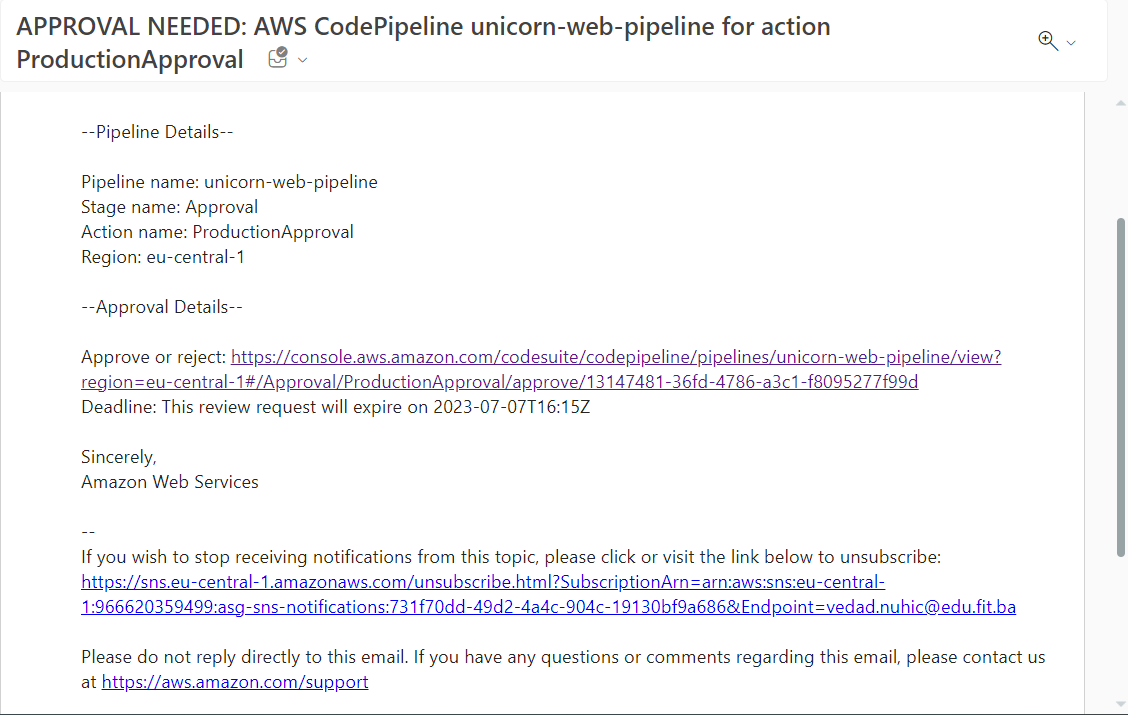 APPROVAL NEEDED: AWS CodePipeline unicorn-web-pipeline for action
ProductionApproval
--Pipeline Details--
Pipeline name: unicorn-web-pipeline
Stage name: Approval
Action name: ProductionApproval
Region: eu-central-1
--Approval Details--
Approve or reject: https://console.aws.amazon.com/codesuite/codepipeline/pipelines/unicorn-web-pipeline/view?
region=eu-central-1#/Approval/ProductionApproval/approve/13147481-36fd-4786-a3c1-f8095277f99d
Deadline: This review request will expire on 2023-07-07T16:15Z
Sincerely,
Amazon Web Services
--
If you wish to stop receiving notifications from this topic, please click or visit the link below to unsubscribe:
https://sns.eu-central-1.amazonaws.com/unsubscribe.html?SubscriptionArn=arn:aws:sns:eu-central-
1:966620359499:asg-sns-notifications:731f70dd-49d2-4a4c-904c-19130bf9a686&Endpoint=vedad.nuhic@edu.fit.ba
Please do not reply directly to this email. If you have any questions or comments regarding this email, please contact us
at https://aws.amazon.com/support